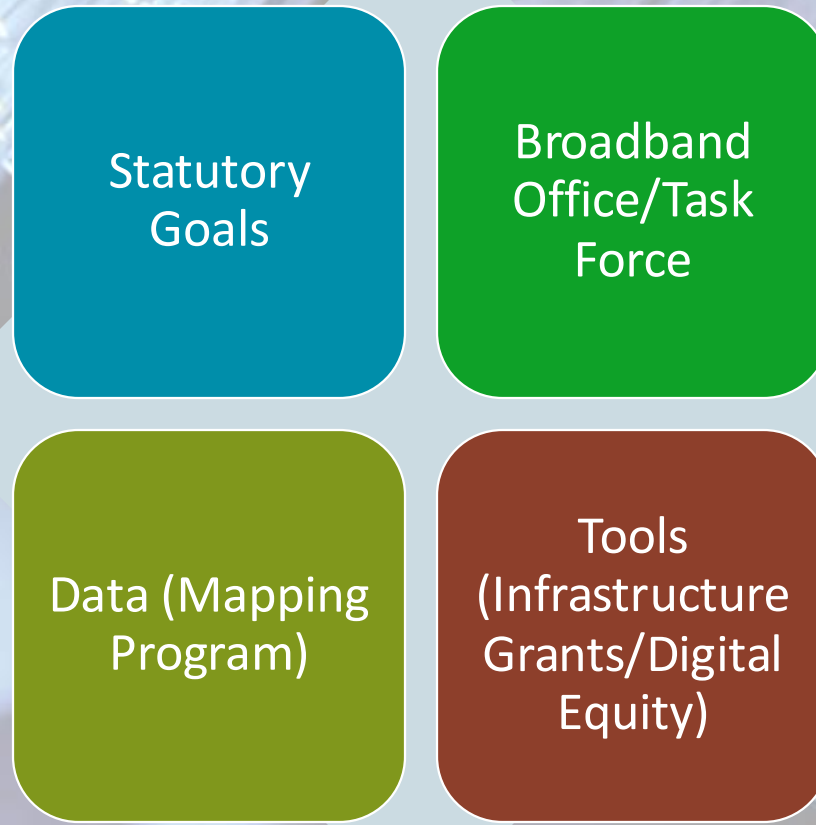 Statutory
Goals
Broadband
Office/Task
Force
Data (Mapping
Program)
Tools
(Infrastructure
Grants/Digital
Equity)